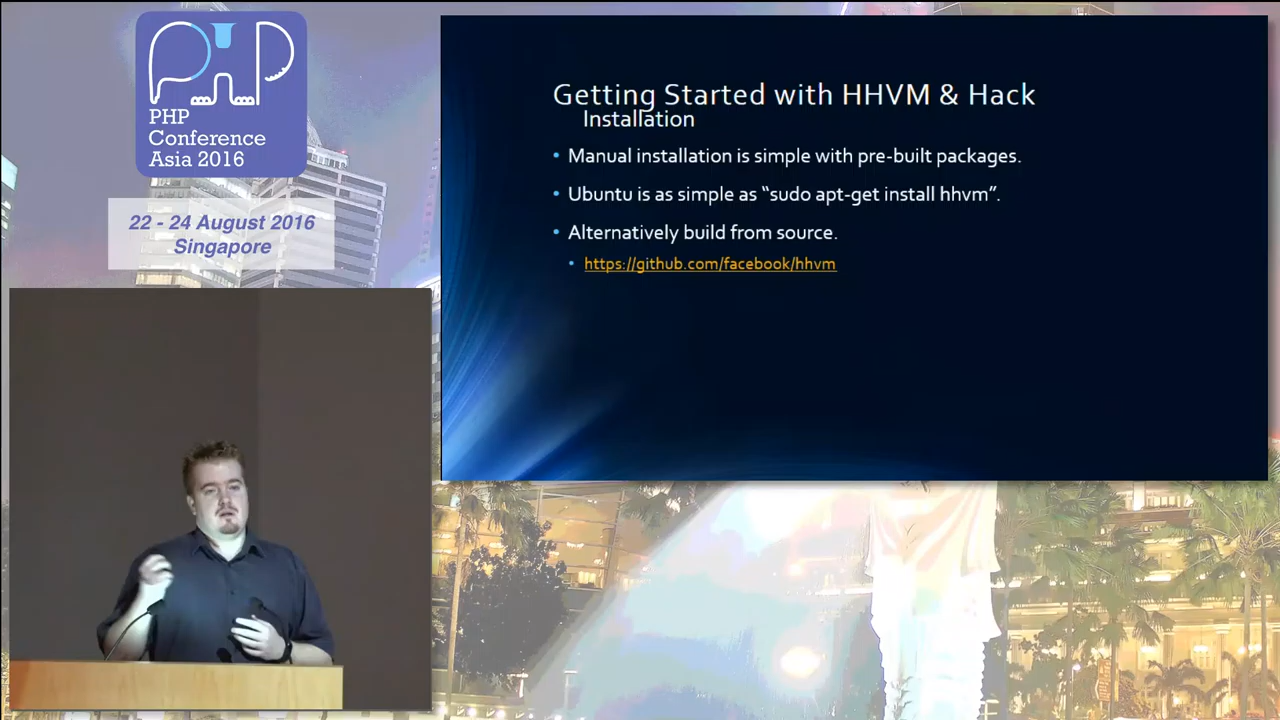 PHP
Conference
Asia 2016
22 - 24 August 2016
Singapore
Getting Started with HHVM & Hack
Installation
• Manual installation is simple with pre-built packages.
• Ubuntu is as simple as “sudo apt-get install hhvm”.
• Alternatively build from source.
• https://github.com/facebook/hhvm